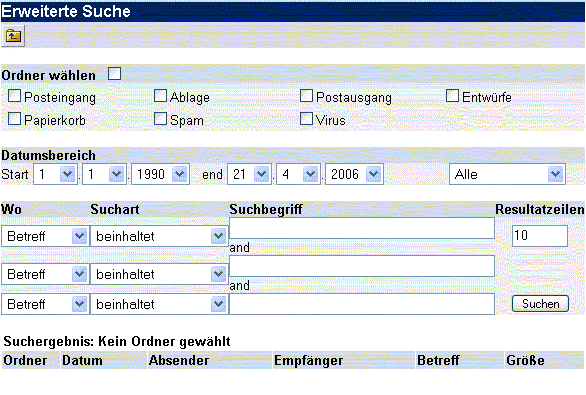 Erweiterte Suche
Ordner wählen
Posteingang Ablage Postausgang Entwürfe
Papierkorb Spam Virus
Datumsbereich
Start 1 . 1 . 1990 end 21 . 4 . 2006 Alle
Wo Suchart Suchbegriff Resultatzeilen
Betreff beinhaltet 10
and
Betreff beinhaltet
and
Betreff beinhaltet Suchen
Suchergebnis: Kein Ordner gewählt
Ordner Datum Absender Empfänger Betreff Größe